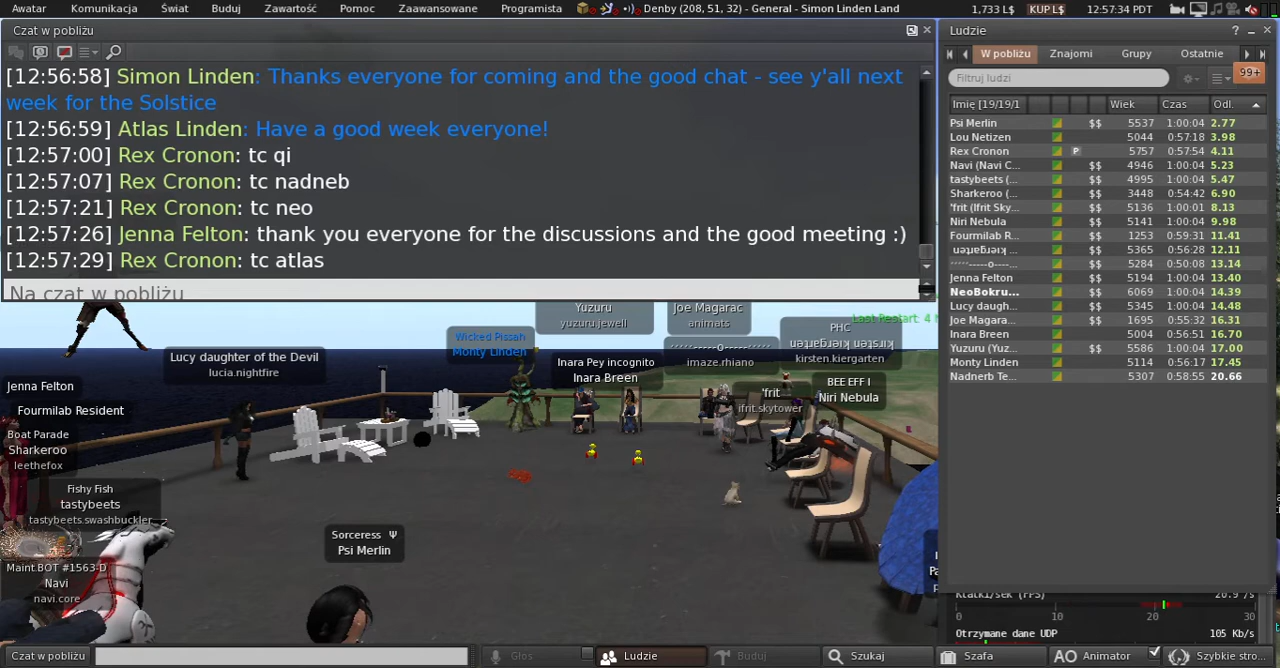 Awatar Komunikacja Świat Buduj Zawartość Pomoc Zaawansowane Programista Denby (208, 51, 32) - General - Simon Linden Land 1,733 L$ KUP L$ 12:57:34 PDT
Czat w pobliżu
[12:56:58] Simon Linden: Thanks everyone for coming and the good chat - see y'all next
week for the Solstice
[12:56:59] Atlas Linden: Have a good week everyone!
[12:57:00] Rex Cronon: tc qi
[12:57:07] Rex Cronon: tc nadneb
[12:57:21] Rex Cronon: tc neo
[12:57:26] Jenna Felton: thank you everyone for the discussions and the good meeting :)
[12:57:29] Rex Cronon: tc atlas
Na czat w pobliżu
Ludzie
W pobliżu Znajomi Grupy Ostatnie
Filtruj ludzi 99+
Imię [19/19/1 Wiek Czas Odl.
Psi Merlin $$ 5537 1:00:04 2.77
Lou Netizen 5044 0:57:18 3.98
Rex Cronon P 5757 0:57:54 4.11
Navi (Navi C... $$ 4946 1:00:04 5.23
tastybeets (... $$ 4995 1:00:04 5.47
Sharkeroo (... $$ 3448 0:54:42 6.90
'frit (Ifrit Sky... $$ 5136 1:00:01 8.13
Niri Nebula $$ 5141 1:00:04 9.98
Fourmilab R... $$ 1253 0:59:31 11.41
$$ 5365 0:56:28 12.11
$$ 5284 0:50:08 13.14
Jenna Felton $$ 5194 1:00:04 13.40
NeoBokru... $$ 6069 1:00:04 14.39
Lucy daugh... $$ 5345 1:00:04 14.48
Joe Magara... $$ 1695 0:55:32 16.31
Inara Breen 5004 0:56:51 16.70
Yuzuru (Yuz... $$ 5586 1:00:04 17.00
Monty Linden 5114 0:56:17 17.45
Nadnerb Te... 5307 0:58:55 20.66
Yuzuru
yuzuru.jewell
Joe Magarac
animats
Last Restart: 4
PHC
kirsten.kiergarten
imaze.rhiano
Wicked Pissah
Monty Linden
Lucy daughter of the Devil
lucia.nightfire
Inara Pey incognito
Inara Breen
Jenna Felton
BEE EFF I
Niri Nebula
'frit
ifrit.skytower
Fourmilab Resident
Boat Parade
Sharkeroo
leethefox
Fishy Fish
tastybeets
tastybeets.swashbuckler
Sorceress Ψ
Psi Merlin
Maint.BOT #1563-D
Navi
navi.core
Klatki/sek (FPS) 20.9 /s
0 10 20 30
Otrzymane dane UDP 105 Kb/s
Czat w pobliżu Głos Ludzie Buduj Szukaj Szafa AO Animator Szybkie stro...